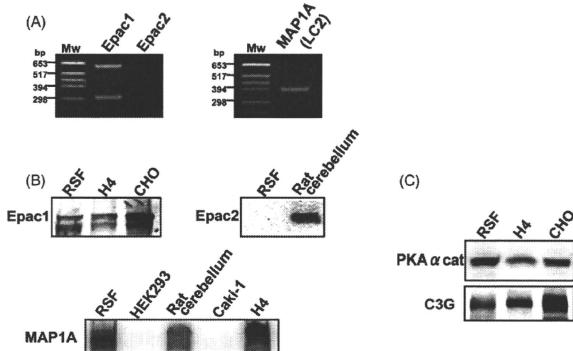 (A)
bp Mw Epac1 Epac2
653
517
394
298
bp Mw MAP1A (LC2)
653
517
394
298
(B)
RSF H4 CHO
Epac1
RSF Rat cerebellum
Epac2
RSF HEK293 Rat cerebellum Caki-1 H4
MAP1A
(C)
RSF H4 CHO
PKA α cat
C3G